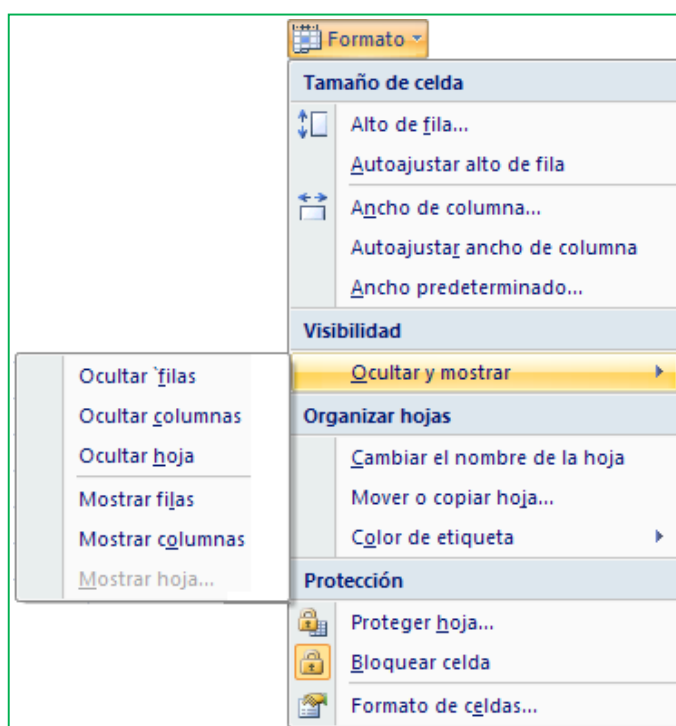 Formato
Tamaño de celda
Alto de fila...
Autoajustar alto de fila
Ancho de columna...
Autoajustar ancho de columna
Ancho predeterminado...
Visibilidad
Ocultar y mostrar
Ocultar `filas
Ocultar columnas
Ocultar hoja
Mostrar filas
Mostrar columnas
Mostrar hoja...
Organizar hojas
Cambiar el nombre de la hoja
Mover o copiar hoja...
Color de etiqueta
Protección
Proteger hoja...
Bloquear celda
Formato de celdas...